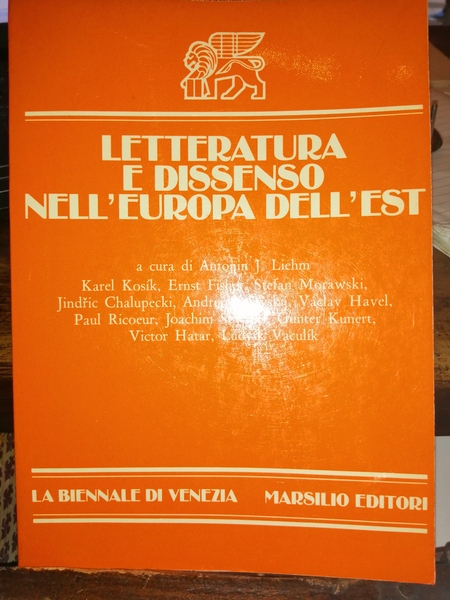 LETTERATURA
E DISSENSO
NELL'EUROPA DELL'EST
a cura di Antonin J. Liehm
Karel Kosík, Ernst Fischer, Stefan Morawski,
Jindřic Chalupecki, Václav Havel,
Paul Ricoeur, Joachim Günter Kunert,
Victor Hatar, Ludvík Vaculík
LA BIENNALE DI VENEZIA MARSILIO EDITORI